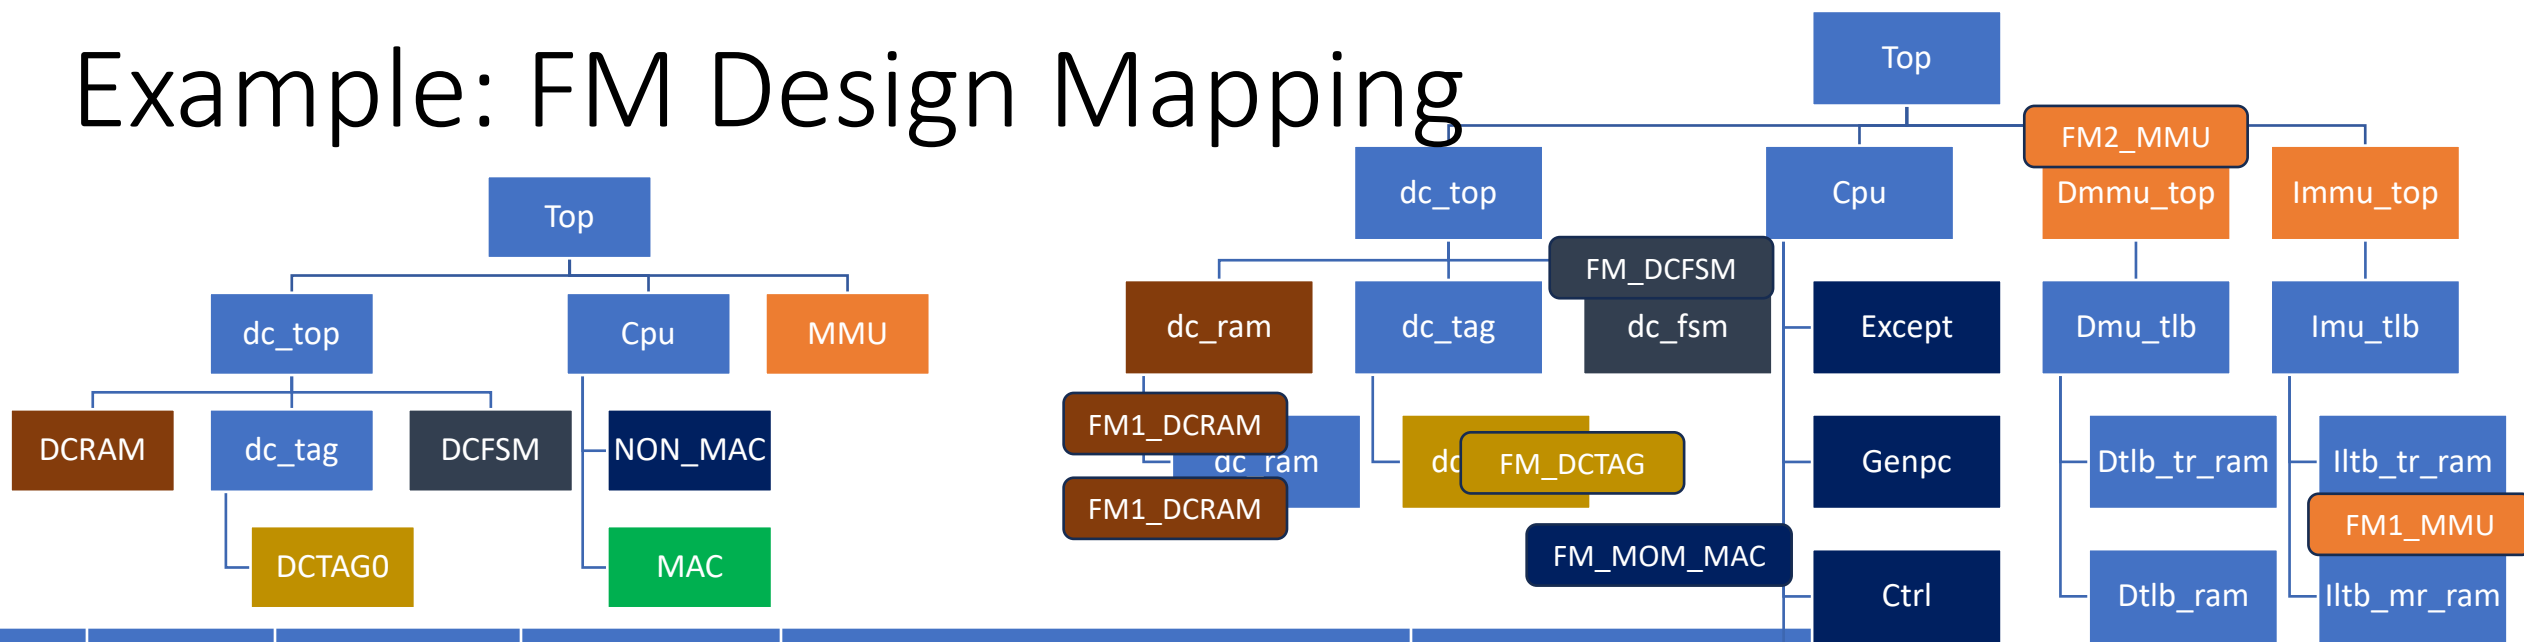 Example: FM Design Mapping
Top
dc_top
Cpu
MMU
DCRAM
dc_tag
DCFSM
NON_MAC
DCTAG0
MAC
Top
FM2_MMU
dc_top
Cpu
Dmmu_top
Immu_top
FM_DCFSM
dc_ram
dc_tag
dc_fsm
Except
Dmu_tlb
Imu_tlb
FM1_DCRAM
dc_ram
FM_DCTAG
Genpc
Dtlb_tr_ram
Iltb_tr_ram
FM1_DCRAM
FM1_MMU
FM_MOM_MAC
Ctrl
Dtlb_ram
Iltb_mr_ram